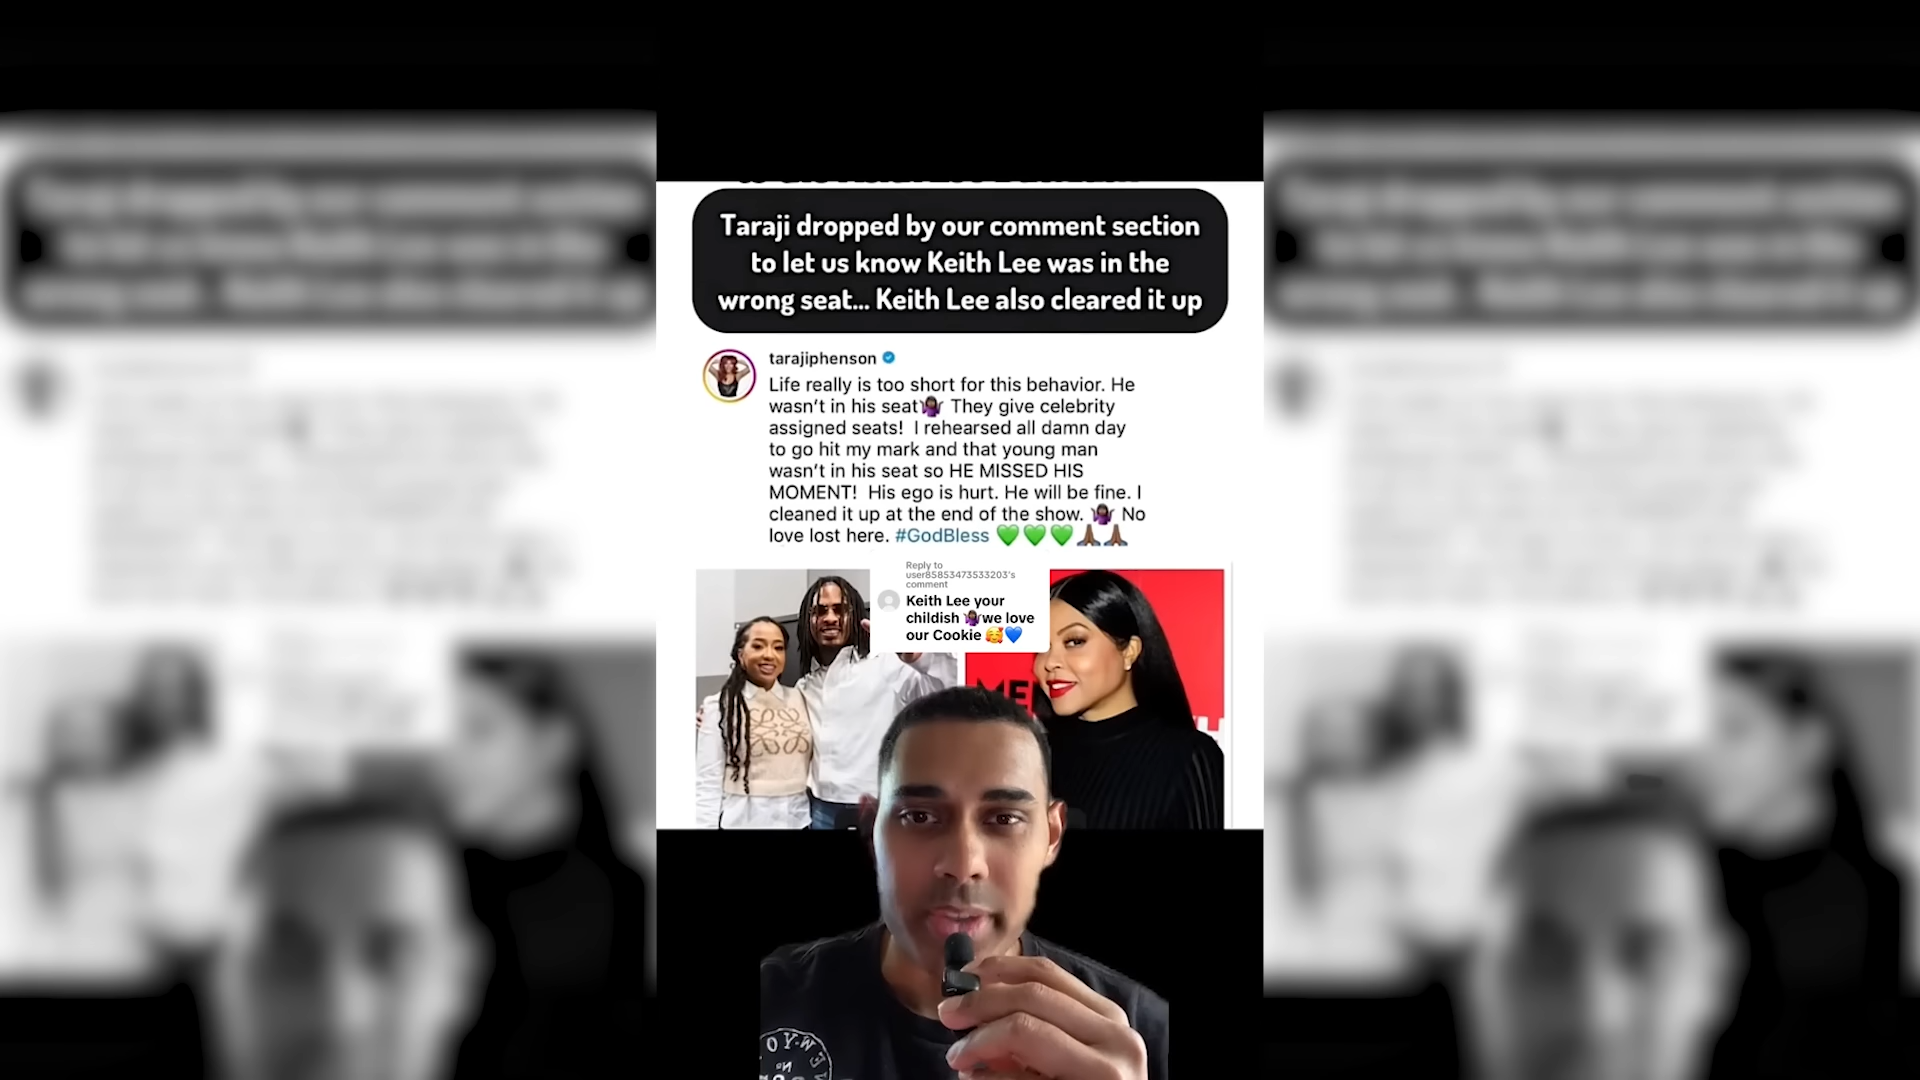 Taraji dropped by our comment section
to let us know Keith Lee was in the
wrong seat... Keith Lee also cleared it up
tarajiphenson
Life really is too short for this behavior. He
wasn't in his seat🤷🏾‍♀️ They give celebrity
assigned seats! I rehearsed all damn day
to go hit my mark and that young man
wasn't in his seat so HE MISSED HIS
MOMENT! His ego is hurt. He will be fine. I
cleaned it up at the end of the show. 🤷🏾‍♀️ No
love lost here. #GodBless 💚💚💚🙏🏾🙏🏾
Reply to
user85853473533203's
comment
Keith Lee your
childish 🤷🏾‍♀️we love
our Cookie 🥰💙